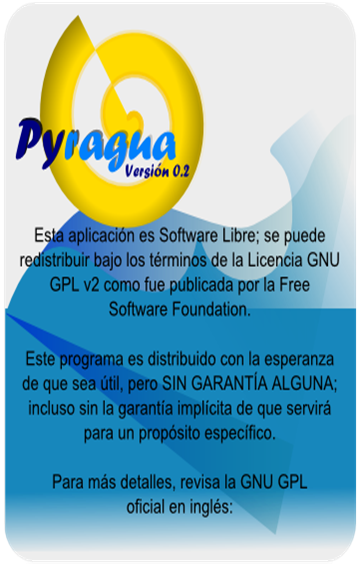 Pyragua
Versión 0.2
Esta aplicación es Software Libre; se puede
redistribuir bajo los términos de la Licencia GNU
GPL v2 como fue publicada por la Free
Software Foundation.
Este programa es distribuido con la esperanza
de que sea útil, pero SIN GARANTÍA ALGUNA;
incluso sin la garantía implícita de que servirá
para un propósito específico.
Para más detalles, revisa la GNU GPL
oficial en inglés: